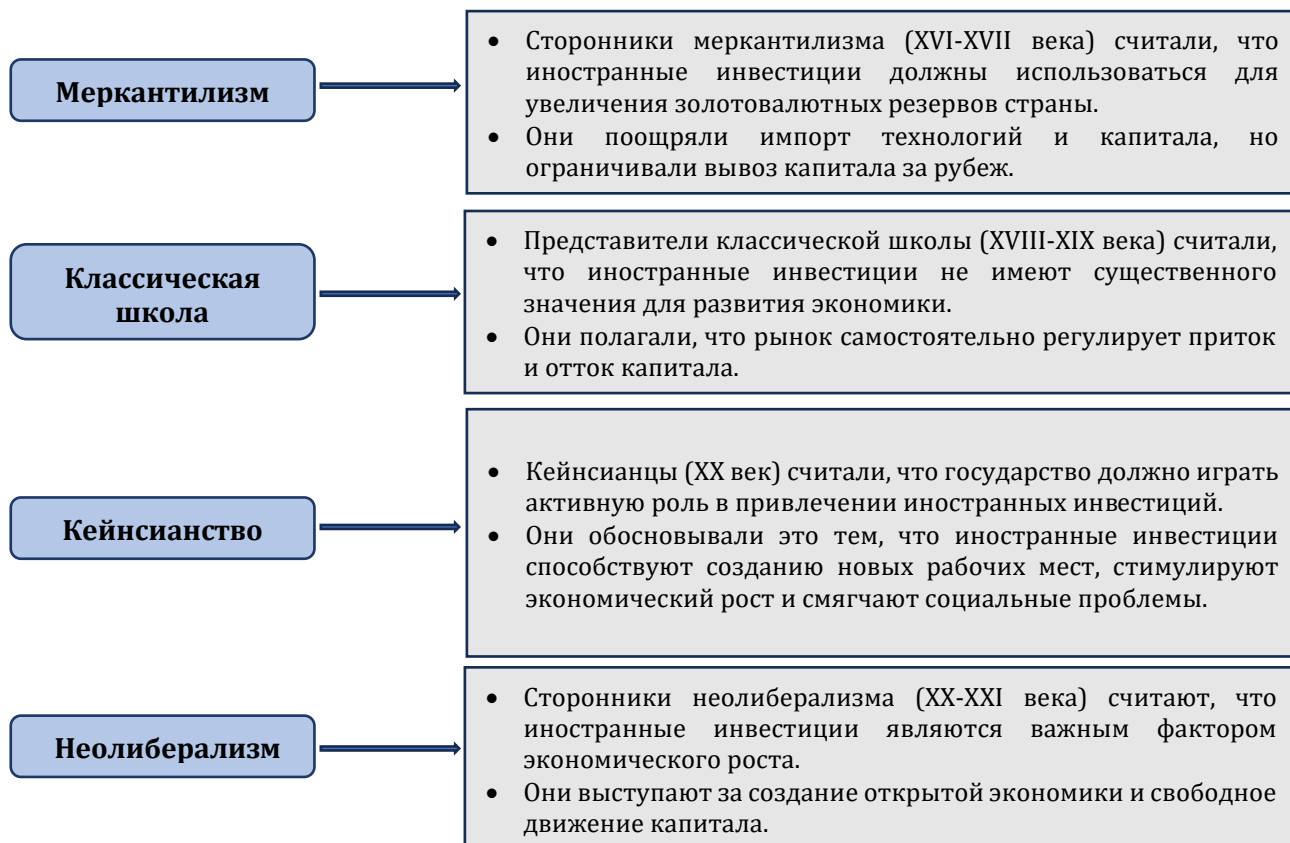 Меркантилизм
• Сторонники меркантилизма (XVI-XVII века) считали, что
иностранные инвестиции должны использоваться для
увеличения золотовалютных резервов страны.
• Они поощряли импорт технологий и капитала, но
ограничивали вывоз капитала за рубеж.
Классическая
школа
• Представители классической школы (XVIII-XIX века) считали,
что иностранные инвестиции не имеют существенного
значения для развития экономики.
• Они полагали, что рынок самостоятельно регулирует приток
и отток капитала.
Кейнсианство
• Кейнсианцы (XX век) считали, что государство должно играть
активную роль в привлечении иностранных инвестиций.
• Они обосновывали это тем, что иностранные инвестиции
способствуют созданию новых рабочих мест, стимулируют
экономический рост и смягчают социальные проблемы.
Неолиберализм
• Сторонники неолиберализма (XX-XXI века) считают, что
иностранные инвестиции являются важным фактором
экономического роста.
• Они выступают за создание открытой экономики и свободное
движение капитала.